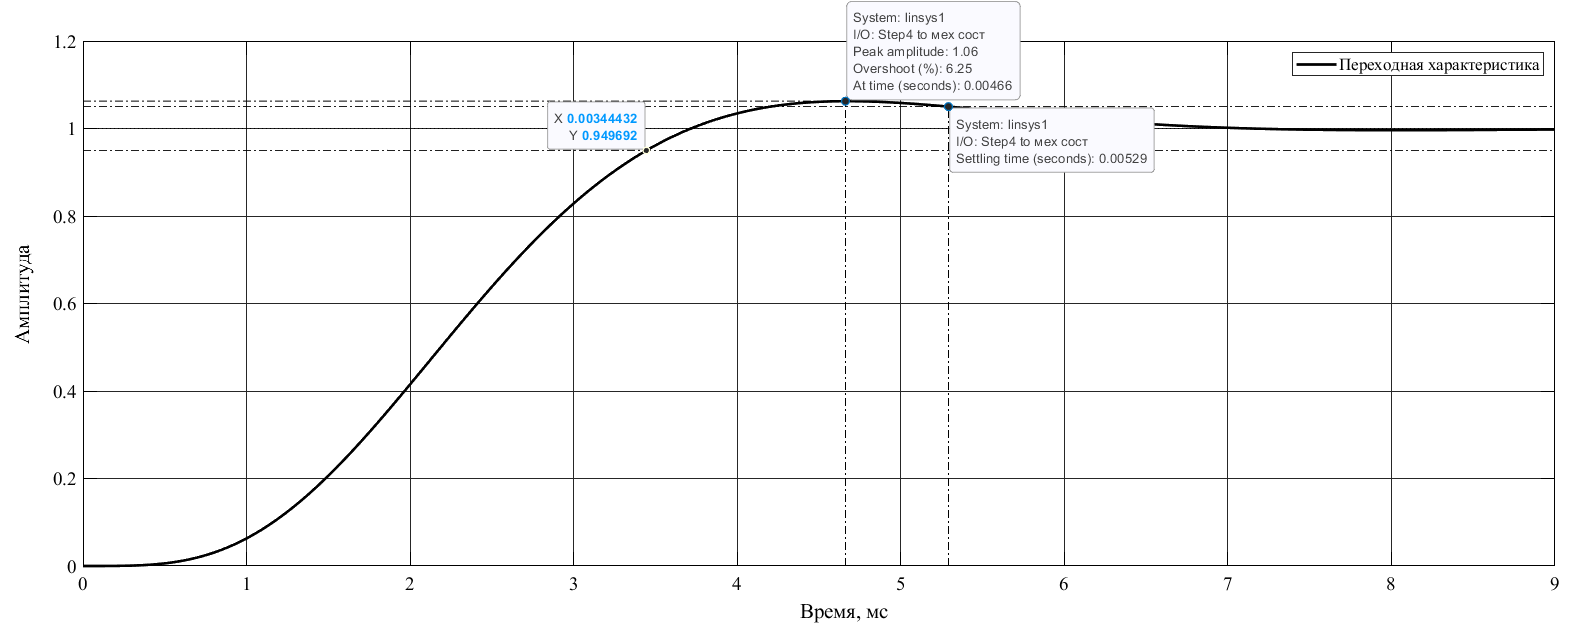 System: linsys1
I/O: Step4 to мех сост
Peak amplitude: 1.06
Overshoot (%): 6.25
At time (seconds): 0.00466
Переходная характеристика
X 0.00344432
Y 0.949692
System: linsys1
I/O: Step4 to мех сост
Settling time (seconds): 0.00529
1.2
1
0.8
0.6
0.4
0.2
0
Амплитуда
0 1 2 3 4 5 6 7 8 9
Время, мс